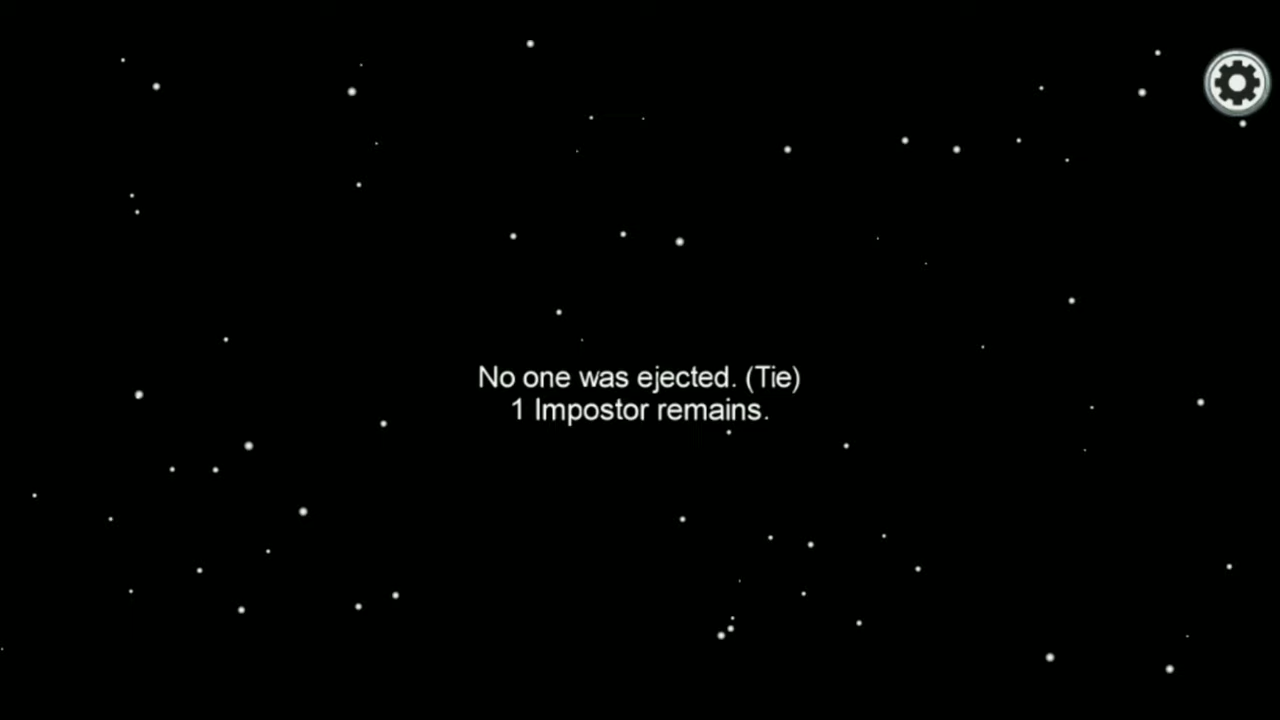 No one was ejected. (Tie)
1 Impostor remains.